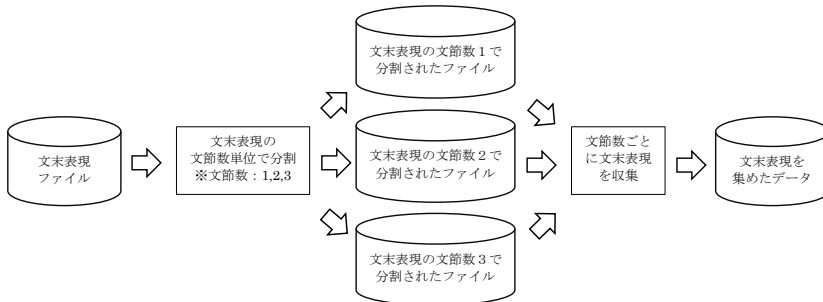 文末表現
ファイル
文末表現の
文節数単位で分割
※文節数：1,2,3
文末表現の文節数１で
分割されたファイル
文末表現の文節数２で
分割されたファイル
文末表現の文節数３で
分割されたファイル
文節数ごと
に文末表現
を収集
文末表現を
集めたデータ